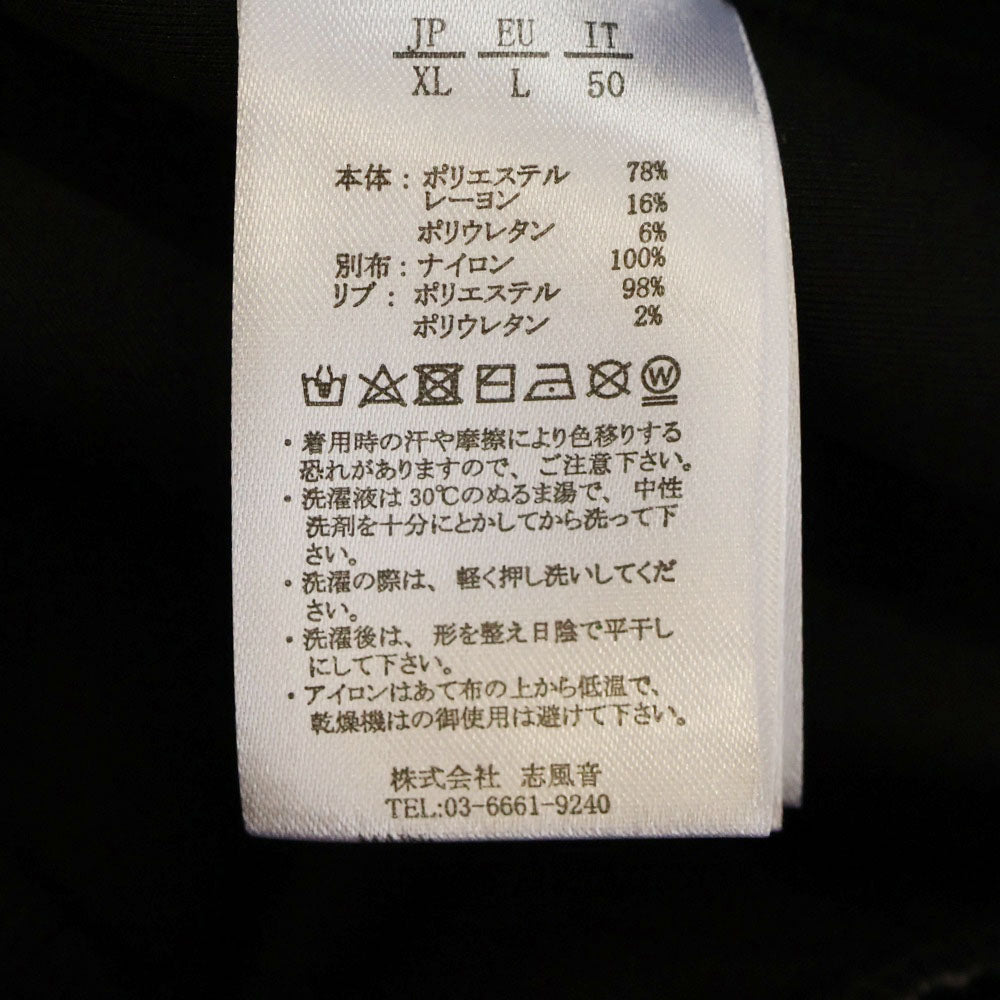 JP EU IT
XL L 50
本体：ポリエステル 78%
レーヨン 16%
ポリウレタン 6%
別布：ナイロン 100%
リブ：ポリエステル 98%
ポリウレタン 2%
W
・着用時の汗や摩擦により色移りする
恐れがありますので、ご注意下さい。
・洗濯液は30℃のぬるま湯で、中性
洗剤を十分にとかしてから洗って下
さい。
・洗濯の際は、軽く押し洗いしてくだ
さい。
・洗濯後は、形を整え日陰で平干し
にして下さい。
・アイロンはあて布の上から低温で、
乾燥機はの御使用は避けて下さい。
株式会社 志風音
TEL:03-6661-9240